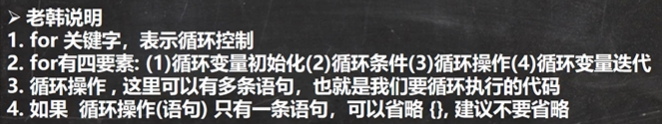 ➢ 老韩说明
1. for 关键字，表示循环控制
2. for有四要素: (1)循环变量初始化(2)循环条件(3)循环操作(4)循环变量迭代
3. 循环操作 , 这里可以有多条语句，也就是我们要循环执行的代码
4. 如果 循环操作(语句) 只有一条语句，可以省略 {}, 建议不要省略